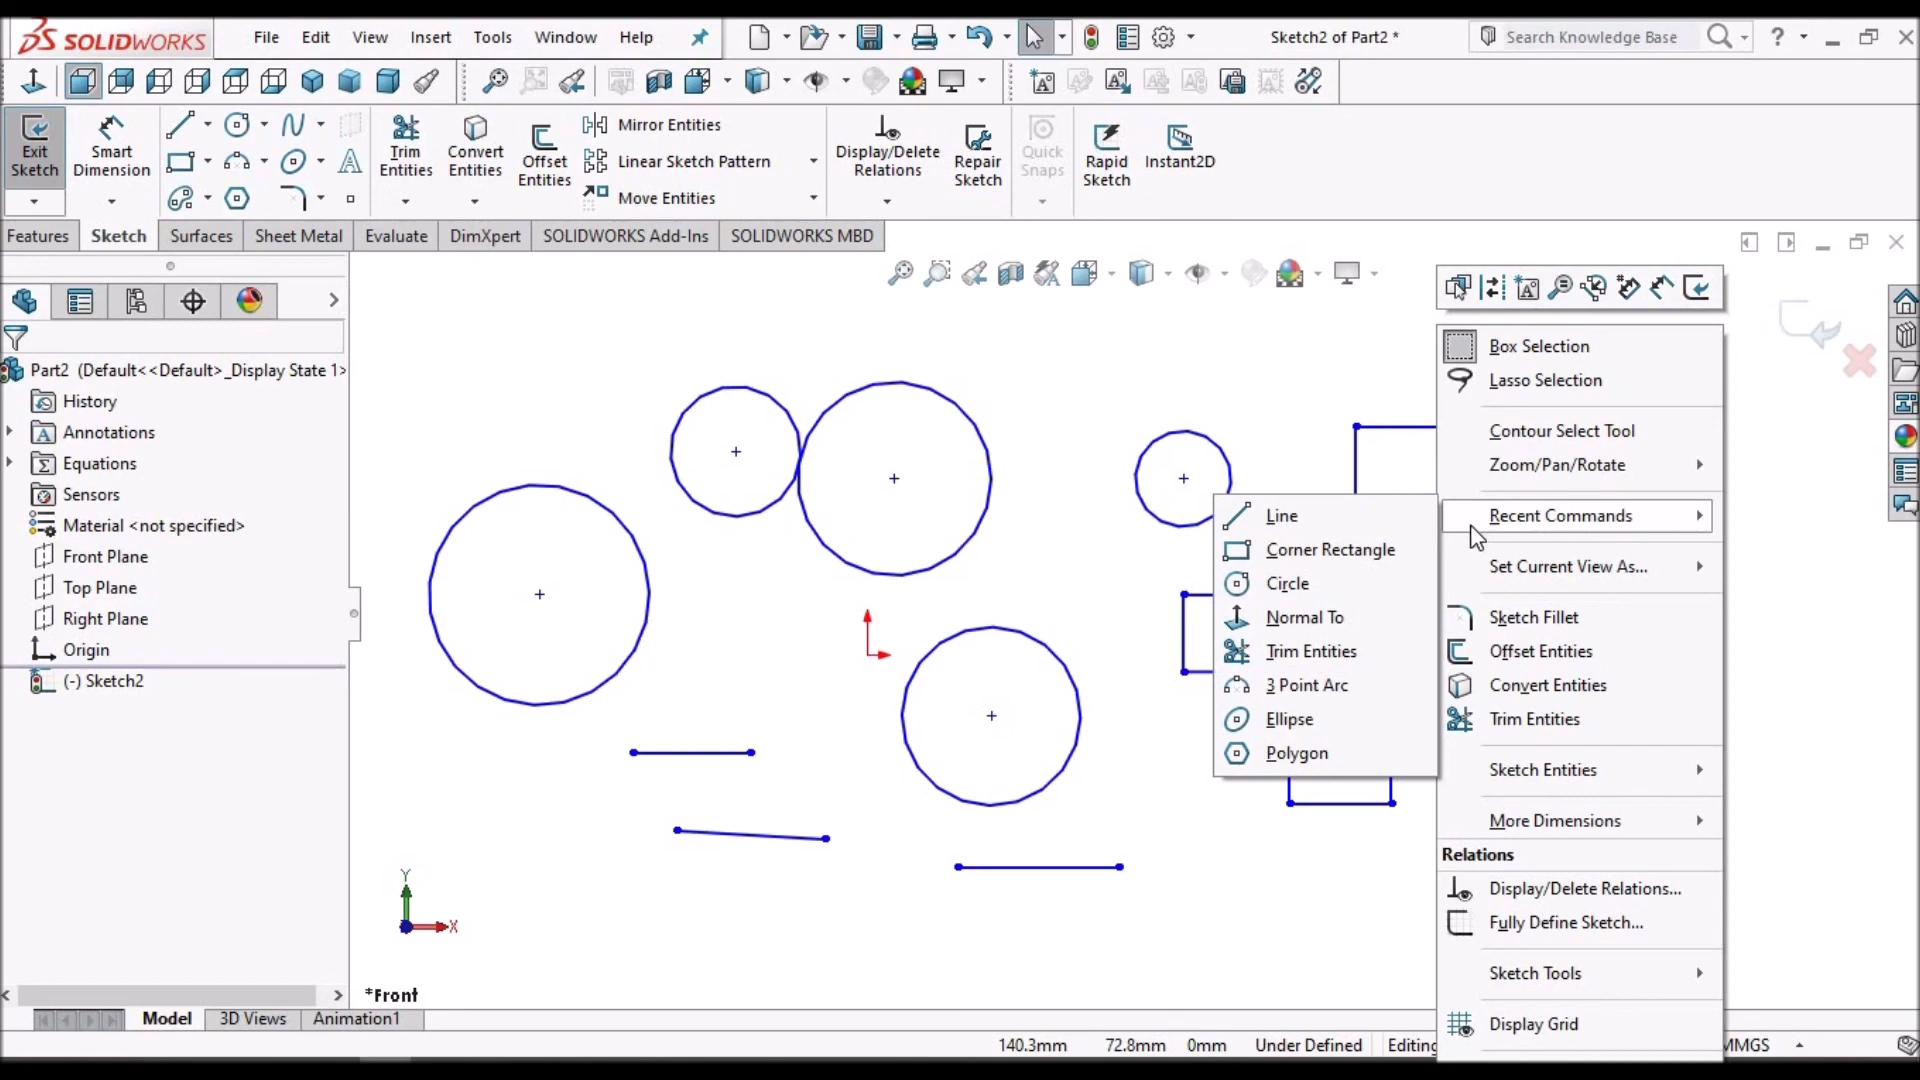 SOLIDWORKS File Edit View Insert Tools Window Help Sketch2 of Part2 * Search Knowledge Base ?
Exit Sketch
Smart Dimension
Trim Entities
Convert Entities
Offset Entities
Mirror Entities
Linear Sketch Pattern
Move Entities
Display/Delete Relations
Repair Sketch
Quick Snaps
Rapid Sketch
Instant2D
Features Sketch Surfaces Sheet Metal Evaluate DimXpert SOLIDWORKS Add-Ins SOLIDWORKS MBD
Part2 (Default<<Default>_Display State 1>
History
Annotations
Equations
Sensors
Material <not specified>
Front Plane
Top Plane
Right Plane
Origin
(-) Sketch2
Line
Corner Rectangle
Circle
Normal To
Trim Entities
3 Point Arc
Ellipse
Polygon
Box Selection
Lasso Selection
Contour Select Tool
Zoom/Pan/Rotate
Recent Commands
Set Current View As...
Sketch Fillet
Offset Entities
Convert Entities
Trim Entities
Sketch Entities
More Dimensions
Relations
Display/Delete Relations...
Fully Define Sketch...
Sketch Tools
Display Grid
Y
X
*Front
Model 3D Views Animation1
140.3mm 72.8mm 0mm Under Defined Editing MMGS